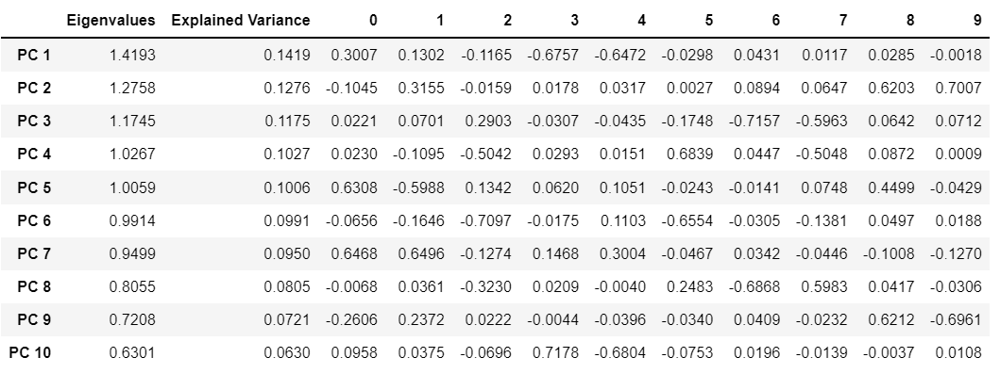 Eigenvalues Explained Variance 0 1 2 3 4 5 6 7 8 9
PC 1 1.4193 0.1419 0.3007 0.1302 -0.1165 -0.6757 -0.6472 -0.0298 0.0431 0.0117 0.0285 -0.0018
PC 2 1.2758 0.1276 -0.1045 0.3155 -0.0159 0.0178 0.0317 0.0027 0.0894 0.0647 0.6203 0.7007
PC 3 1.1745 0.1175 0.0221 0.0701 0.2903 -0.0307 -0.0435 -0.1748 -0.7157 -0.5963 0.0642 0.0712
PC 4 1.0267 0.1027 0.0230 -0.1095 -0.5042 0.0293 0.0151 0.6839 0.0447 -0.5048 0.0872 0.0009
PC 5 1.0059 0.1006 0.6308 -0.5988 0.1342 0.0620 0.1051 -0.0243 -0.0141 0.0748 0.4499 -0.0429
PC 6 0.9914 0.0991 -0.0656 -0.1646 -0.7097 -0.0175 0.1103 -0.6554 -0.0305 -0.1381 0.0497 0.0188
PC 7 0.9499 0.0950 0.6468 0.6496 -0.1274 0.1468 0.3004 -0.0467 0.0342 -0.0446 -0.1008 -0.1270
PC 8 0.8055 0.0805 -0.0068 0.0361 -0.3230 0.0209 -0.0040 0.2483 -0.6868 0.5983 0.0417 -0.0306
PC 9 0.7208 0.0721 -0.2606 0.2372 0.0222 -0.0044 -0.0396 -0.0340 0.0409 -0.0232 0.6212 -0.6961
PC 10 0.6301 0.0630 0.0958 0.0375 -0.0696 0.7178 -0.6804 -0.0753 0.0196 -0.0139 -0.0037 0.0108